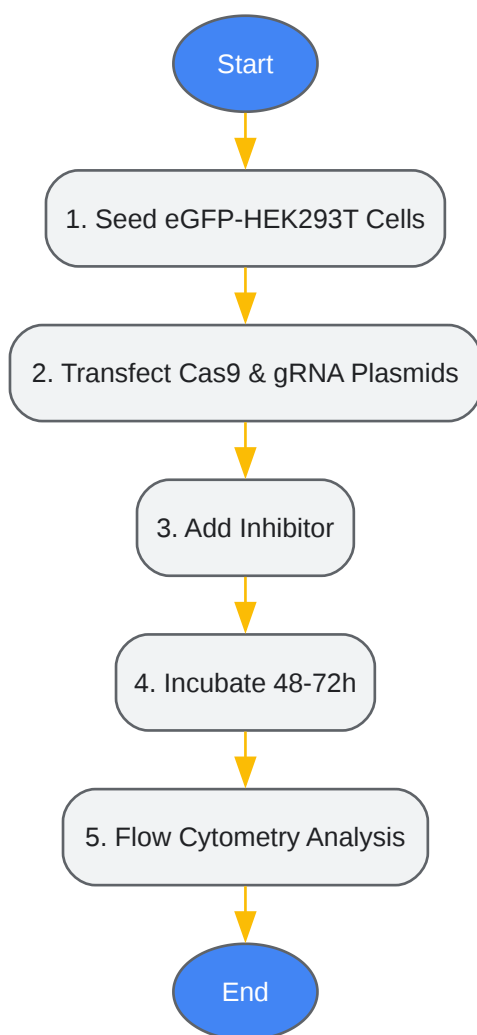 Start
1. Seed eGFP-HEK293T Cells
2. Transfect Cas9 & gRNA Plasmids
3. Add Inhibitor
4. Incubate 48-72h
5. Flow Cytometry Analysis
End